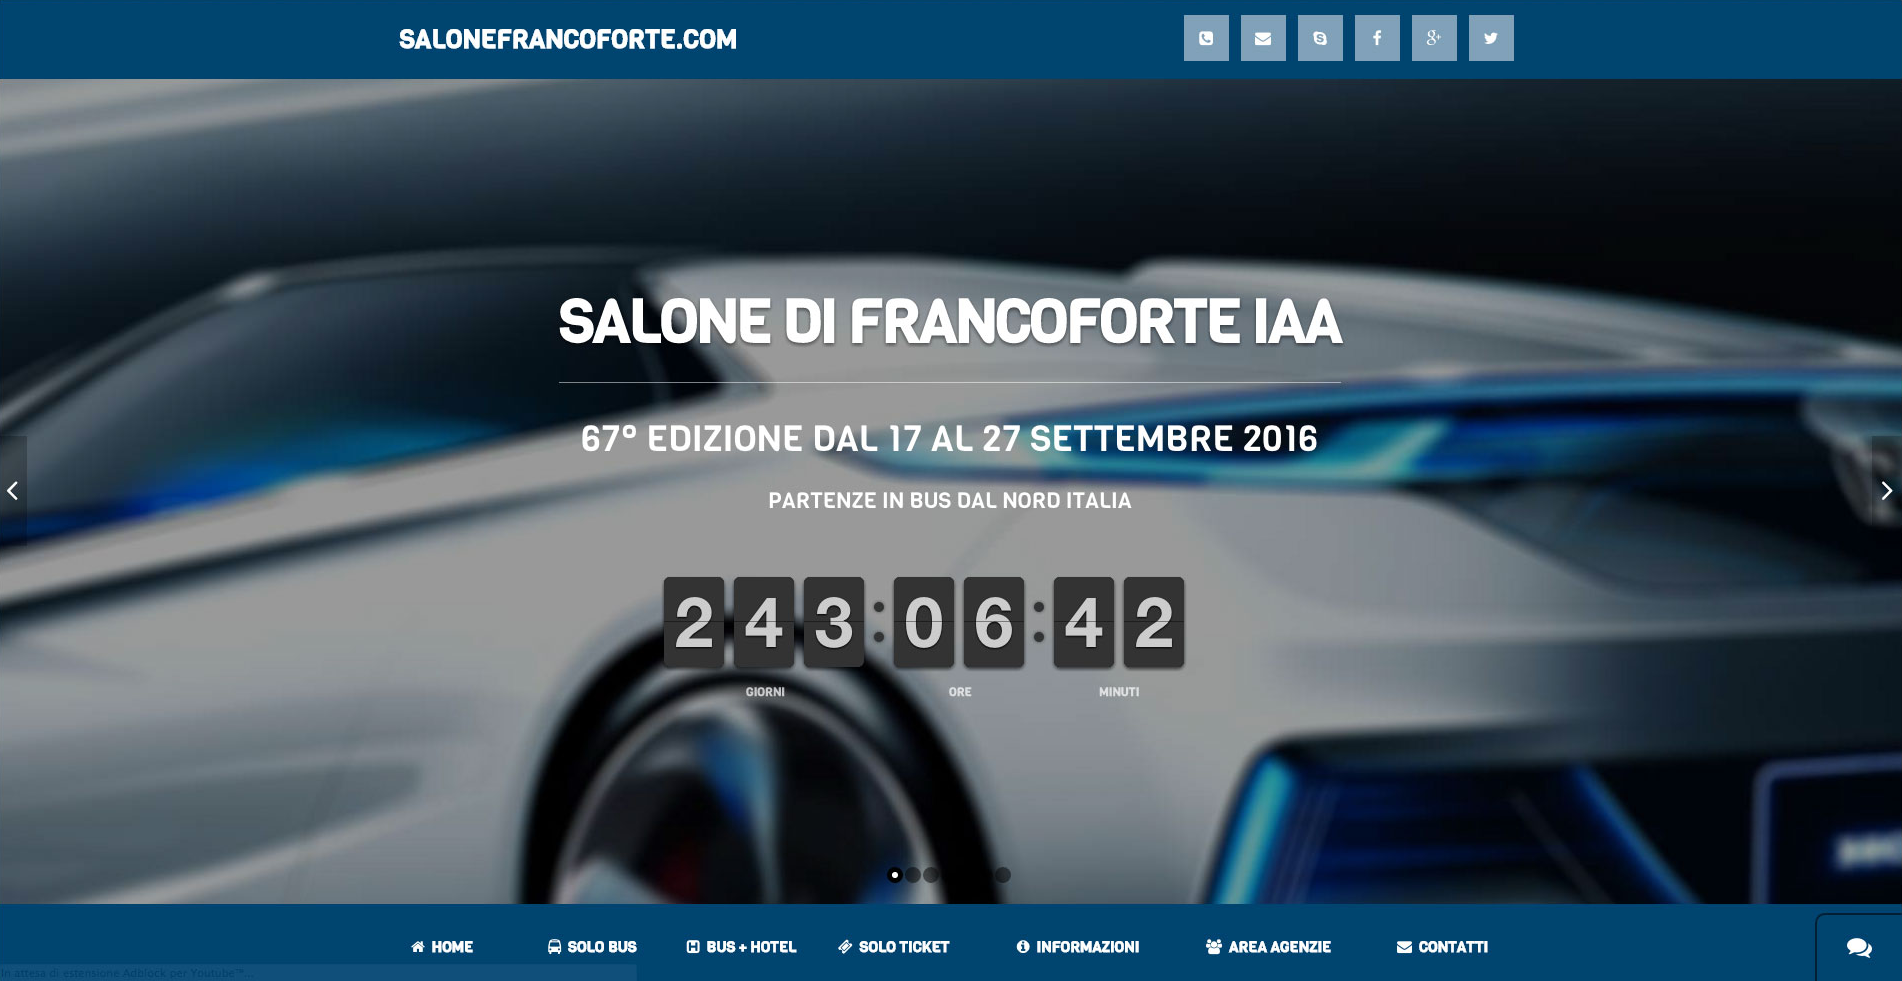 SALONEFRANCOFORTE.COM
SALONE DI FRANCOFORTE IAA
67° EDIZIONE DAL 17 AL 27 SETTEMBRE 2016
PARTENZE IN BUS DAL NORD ITALIA
243:06:42
GIORNI ORE MINUTI
HOME SOLO BUS BUS + HOTEL SOLO TICKET INFORMAZIONI AREA AGENZIE CONTATTI
In attesa di estensione Adblock per Youtube™...